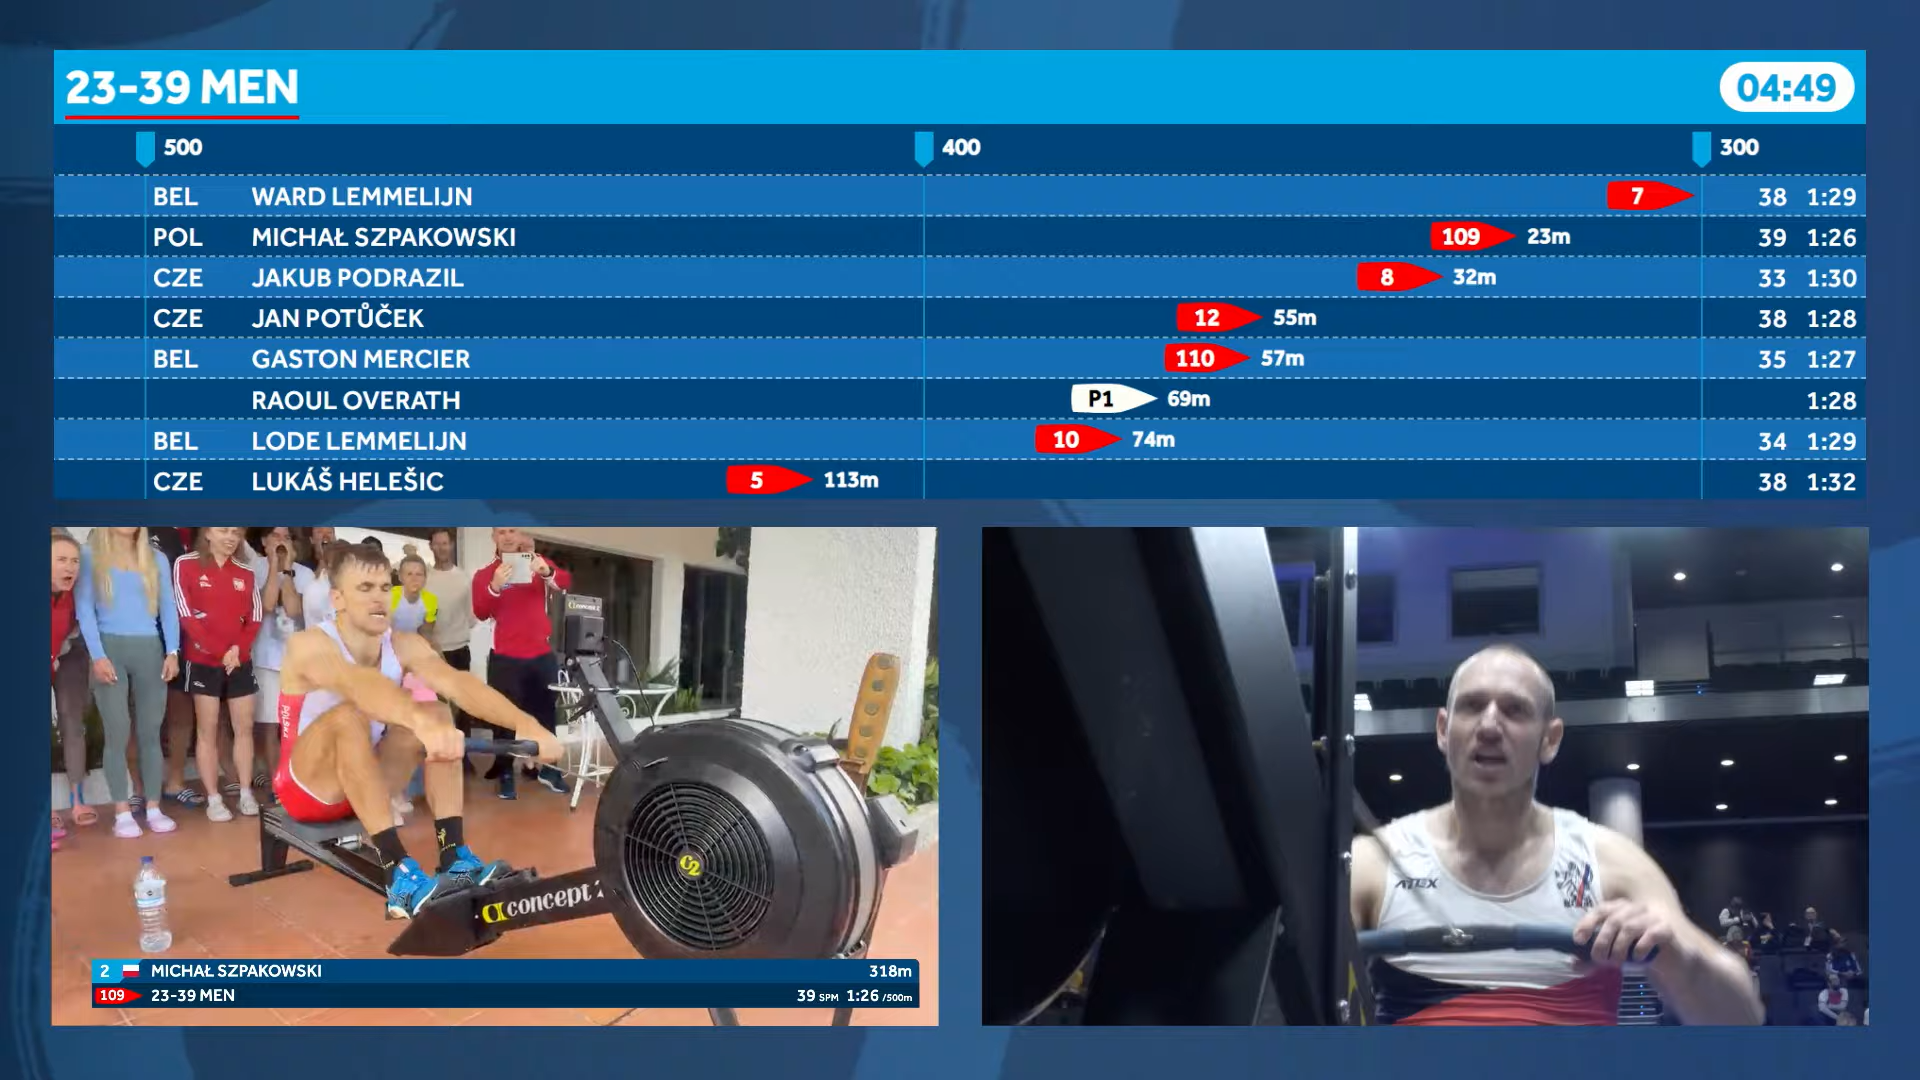 23-39 MEN 04:49
500 400 300
BEL WARD LEMMELIJN 7 38 1:29
POL MICHAŁ SZPAKOWSKI 109 23m 39 1:26
CZE JAKUB PODRAZIL 8 32m 33 1:30
CZE JAN POTŮČEK 12 55m 38 1:28
BEL GASTON MERCIER 110 57m 35 1:27
RAOUL OVERATH P1 69m 1:28
BEL LODE LEMMELIJN 10 74m 34 1:29
CZE LUKÁŠ HELEŠIC 5 113m 38 1:32
POLSKA
concept 2
C2
ATEX
2 MICHAŁ SZPAKOWSKI 318m
109 23-39 MEN 39 SPM 1:26 /500m